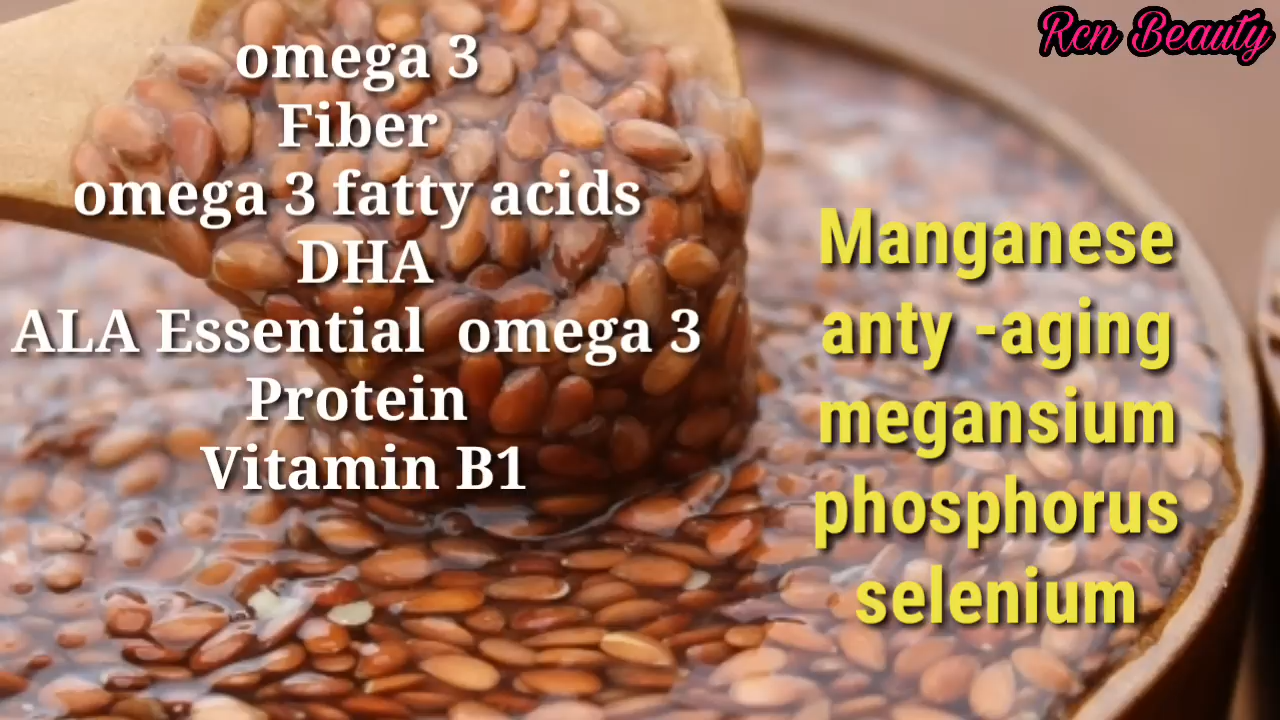 Rcn Beauty
omega 3
Fiber
omega 3 fatty acids
DHA
ALA Essential omega 3
Protein
Vitamin B1
Manganese
anty -aging
megansium
phosphorus
selenium